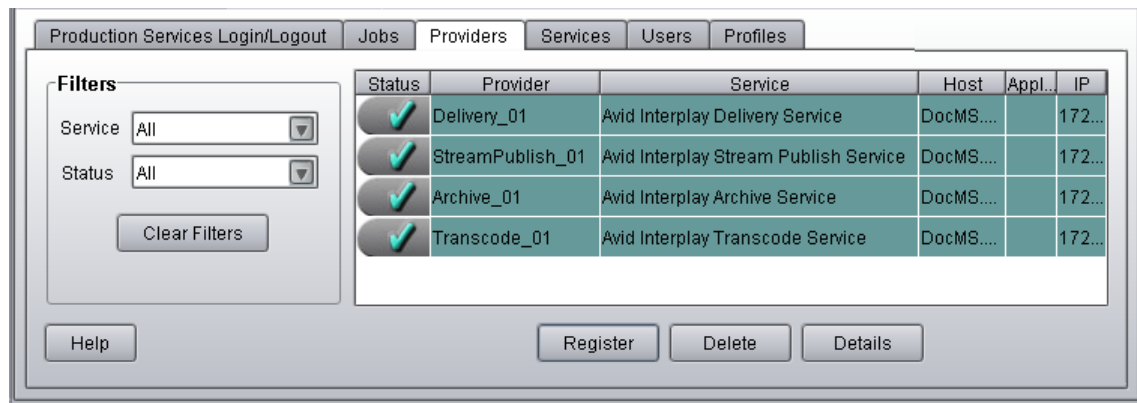 Production Services Login/Logout Jobs Providers Services Users Profiles
Filters
Service All
Status All
Clear Filters
Status Provider Service Host Appl... IP
Delivery_01 Avid Interplay Delivery Service DocMS.... 172...
StreamPublish_01 Avid Interplay Stream Publish Service DocMS.... 172...
Archive_01 Avid Interplay Archive Service DocMS.... 172...
Transcode_01 Avid Interplay Transcode Service DocMS.... 172...
Help Register Delete Details